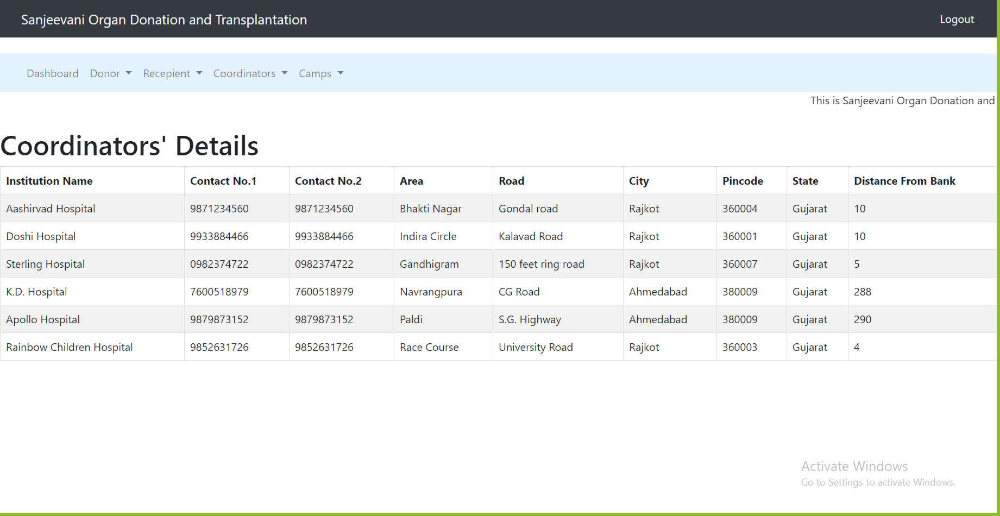 Sanjeevani Organ Donation and Transplantation Logout
Dashboard Donor Recepient Coordinators Camps
This is Sanjeevani Organ Donation and
Coordinators' Details
Institution Name Contact No.1 Contact No.2 Area Road City Pincode State Distance From Bank
Aashirvad Hospital 9871234560 9871234560 Bhakti Nagar Gondal road Rajkot 360004 Gujarat 10
Doshi Hospital 9933884466 9933884466 Indira Circle Kalavad Road Rajkot 360001 Gujarat 10
Sterling Hospital 0982374722 0982374722 Gandhigram 150 feet ring road Rajkot 360007 Gujarat 5
K.D. Hospital 7600518979 7600518979 Navrangpura CG Road Ahmedabad 380009 Gujarat 288
Apollo Hospital 9879873152 9879873152 Paldi S.G. Highway Ahmedabad 380009 Gujarat 290
Rainbow Children Hospital 9852631726 9852631726 Race Course University Road Rajkot 360003 Gujarat 4
Activate Windows
Go to Settings to activate Windows.